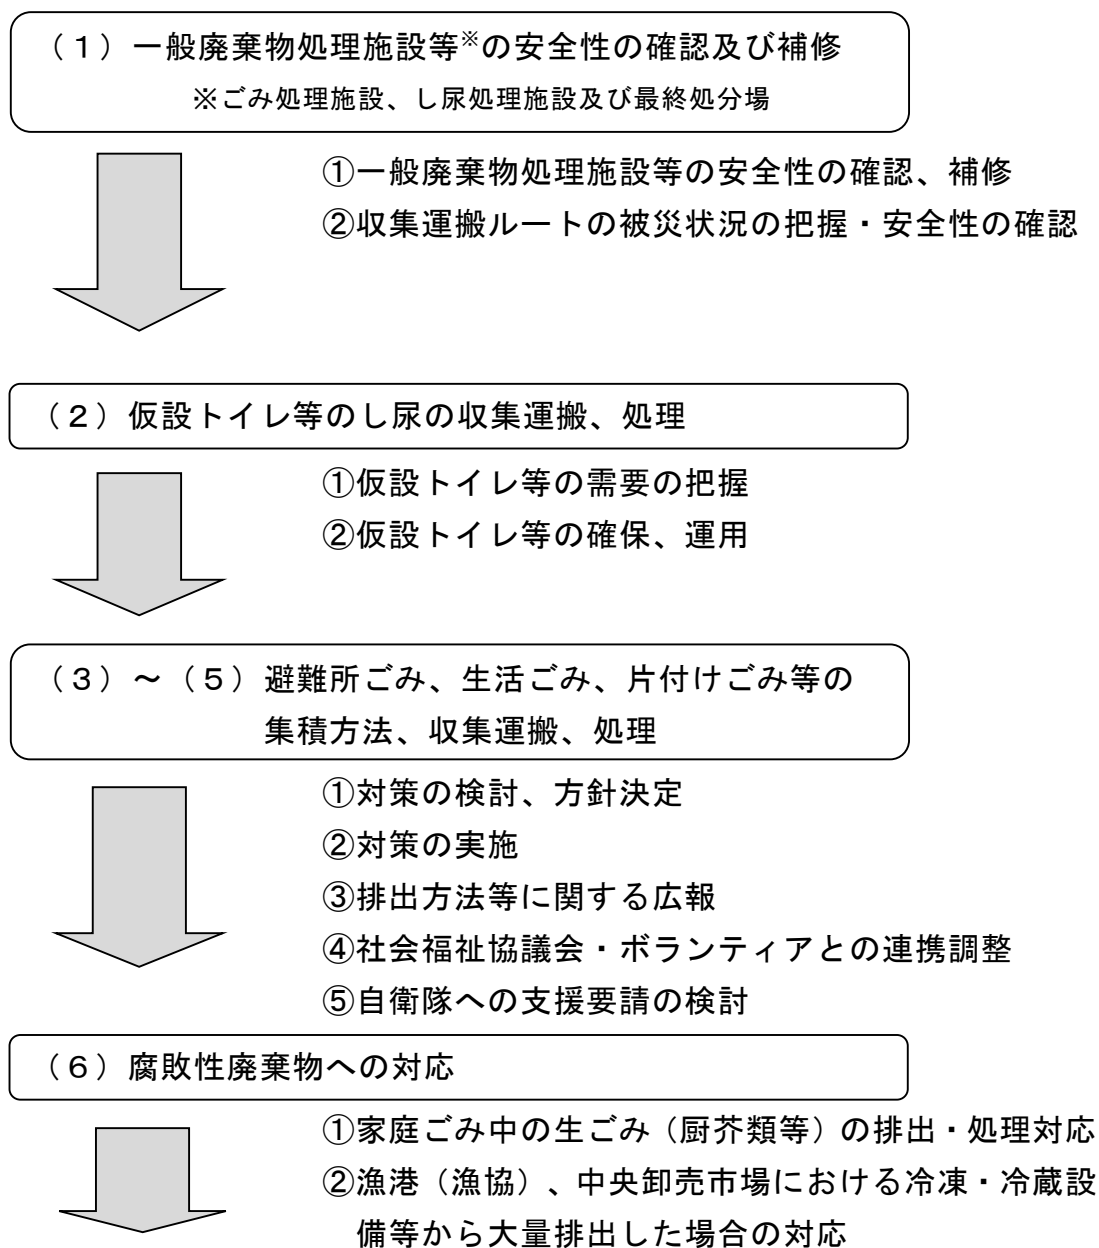 （１）一般廃棄物処理施設等※の安全性の確認及び補修
※ごみ処理施設、し尿処理施設及び最終処分場
①一般廃棄物処理施設等の安全性の確認、補修
②収集運搬ルートの被災状況の把握・安全性の確認
（２）仮設トイレ等のし尿の収集運搬、処理
①仮設トイレ等の需要の把握
②仮設トイレ等の確保、運用
（３）～（５）避難所ごみ、生活ごみ、片付けごみ等の
集積方法、収集運搬、処理
①対策の検討、方針決定
②対策の実施
③排出方法等に関する広報
④社会福祉協議会・ボランティアとの連携調整
⑤自衛隊への支援要請の検討
（６）腐敗性廃棄物への対応
①家庭ごみ中の生ごみ（厨芥類等）の排出・処理対応
②漁港（漁協）、中央卸売市場における冷凍・冷蔵設
備等から大量排出した場合の対応